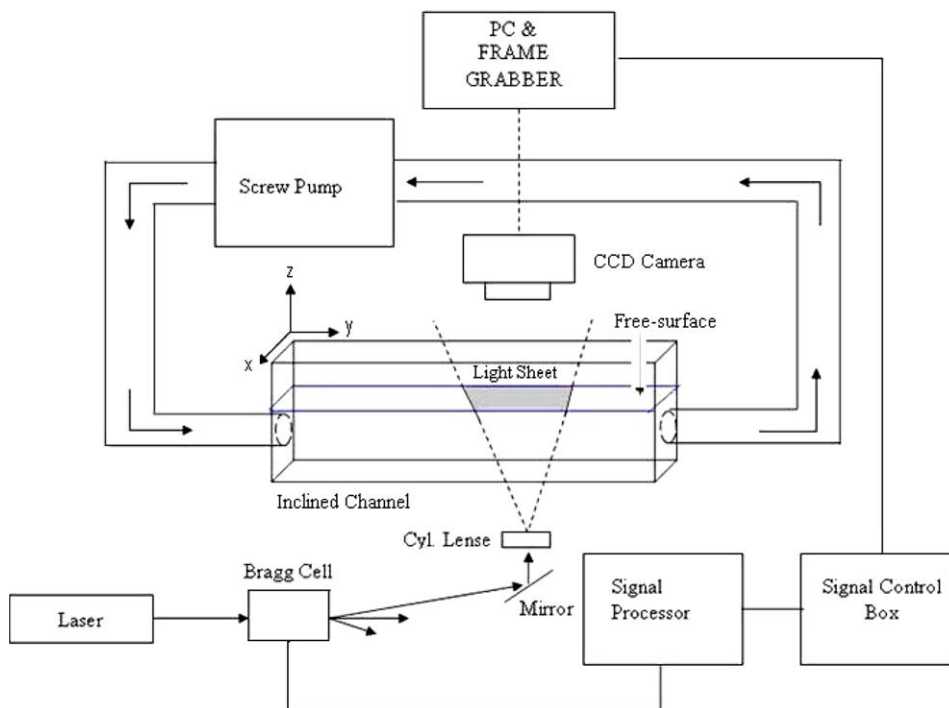 PC &
FRAME
GRABBER
Screw Pump
CCD Camera
z
y
x
Free-surface
Light Sheet
Inclined Channel
Cyl. Lense
Bragg Cell
Mirror
Laser
Signal
Processor
Signal Control
Box